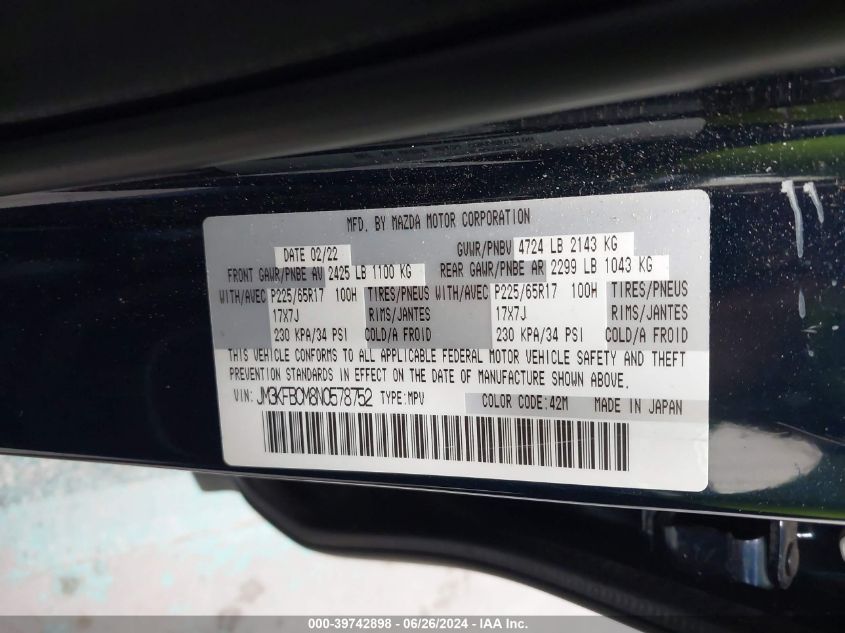 MFD. BY MAZDA MOTOR CORPORATION
DATE 02/22 GVWR/PNBV 4724 LB 2143 KG
FRONT GAWR/PNBE AV 2425 LB 1100 KG REAR GAWR/PNBE AR 2299 LB 1043 KG
WITH/AVEC P225/65R17 100H TIRES/PNEUS WITH/AVEC P225/65R17 100H TIRES/PNEUS
17X7J RIMS/JANTES 17X7J RIMS/JANTES
230 KPA/34 PSI COLD/A FROID 230 KPA/34 PSI COLD/A FROID
THIS VEHICLE CONFORMS TO ALL APPLICABLE FEDERAL MOTOR VEHICLE SAFETY AND THEFT
PREVENTION STANDARDS IN EFFECT ON THE DATE OF MANUFACTURE SHOWN ABOVE.
VIN: JM3KFBCM8N0578752 TYPE:MPV COLOR CODE:42M MADE IN JAPAN
000-39742898 - 06/26/2024 - IAA Inc.